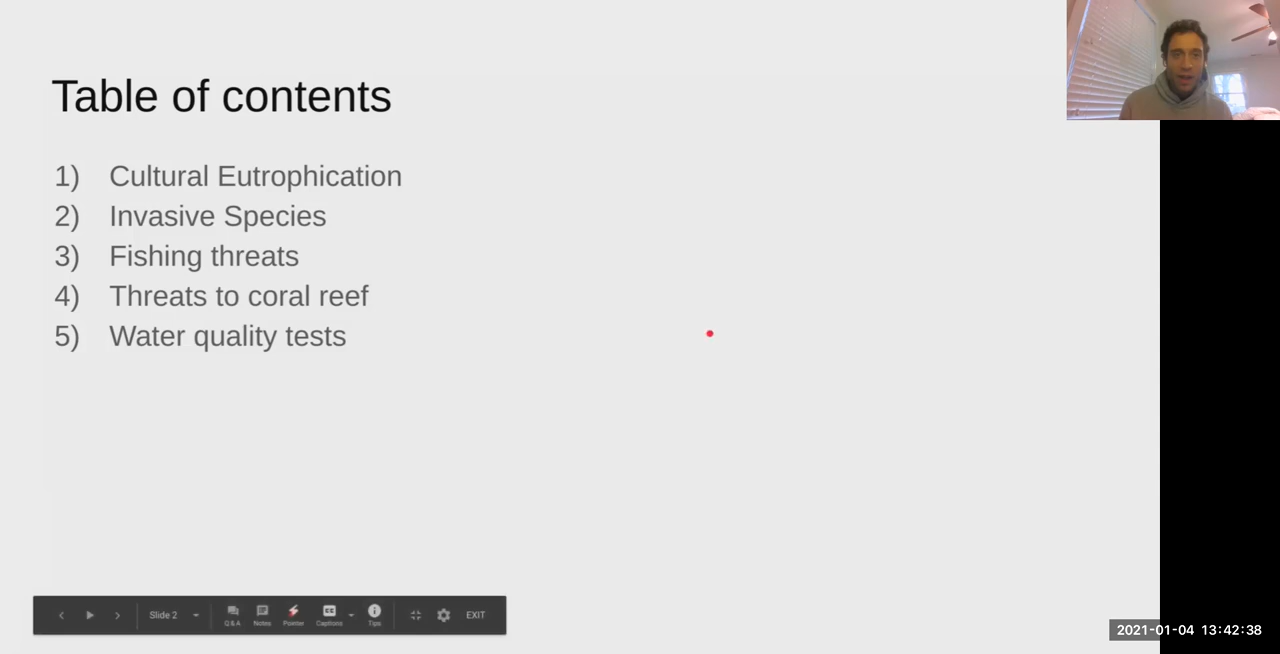 Table of contents
1) Cultural Eutrophication
2) Invasive Species
3) Fishing threats
4) Threats to coral reef
5) Water quality tests
Slide 2
Q&A Notes Pointer Captions Tips
EXIT
2021-01-04 13:42:38